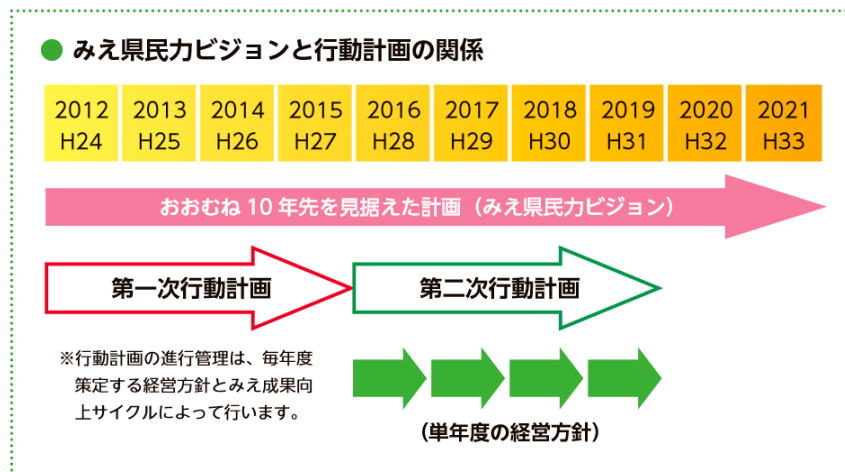 みえ県民力ビジョンと行動計画の関係
2012 2013 2014 2015 2016 2017 2018 2019 2020 2021
H24 H25 H26 H27 H28 H29 H30 H31 H32 H33
おおむね10年先を見据えた計画（みえ県民力ビジョン）
第一次行動計画 第二次行動計画
※行動計画の進行管理は、毎年度
策定する経営方針とみえ成果向
上サイクルによって行います。
（単年度の経営方針）